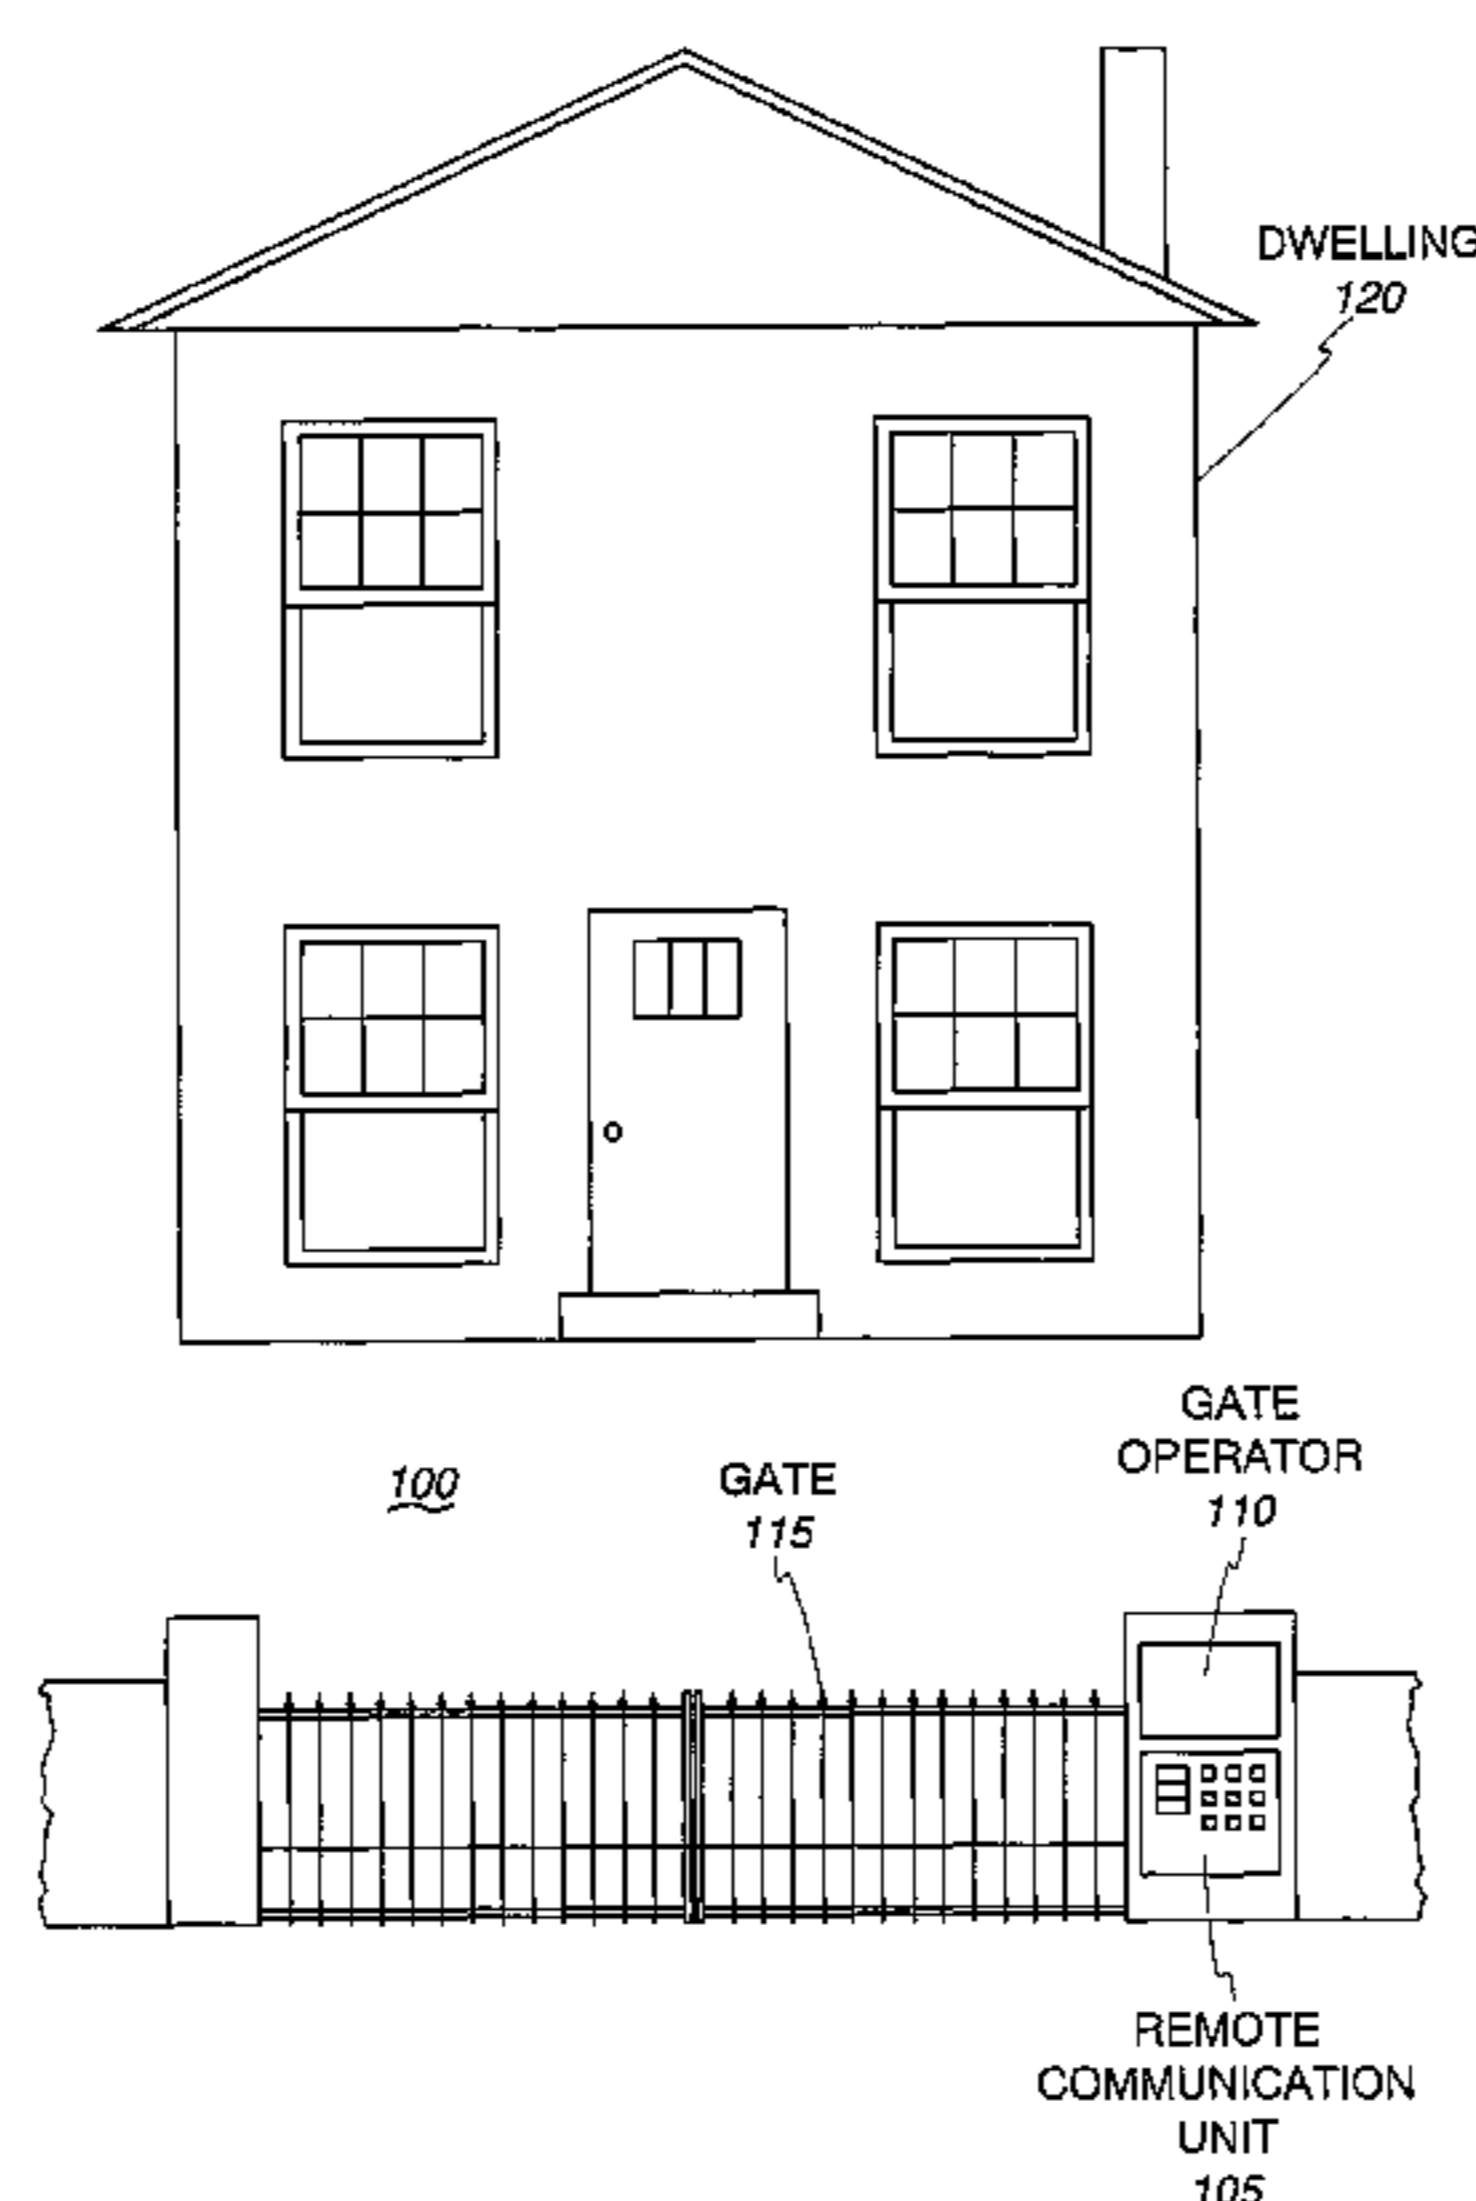 DWELLING
120
GATE
OPERATOR
110
100
GATE
115
REMOTE
COMMUNICATION
UNIT
105